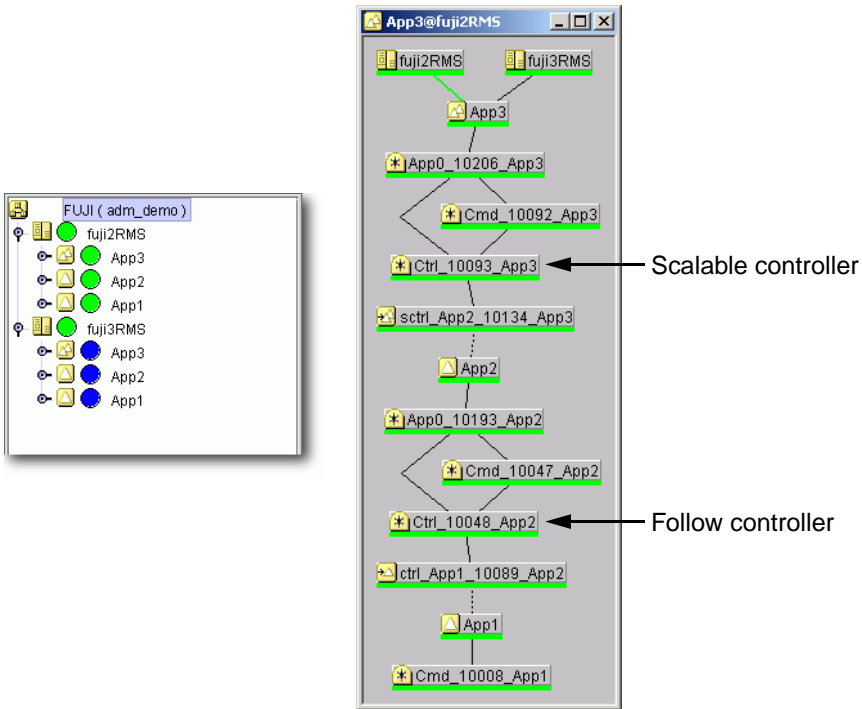 FUJI ( adm_demo )
fuji2RMS
App3
App2
App1
fuji3RMS
App3
App2
App1
App3@fuji2RMS
fuji2RMS
fuji3RMS
App3
App0_10206_App3
Cmd_10092_App3
Ctrl_10093_App3
Scalable controller
sctrl_App2_10134_App3
App2
App0_10193_App2
Cmd_10047_App2
Ctrl_10048_App2
Follow controller
ctrl_App1_10089_App2
App1
Cmd_10008_App1